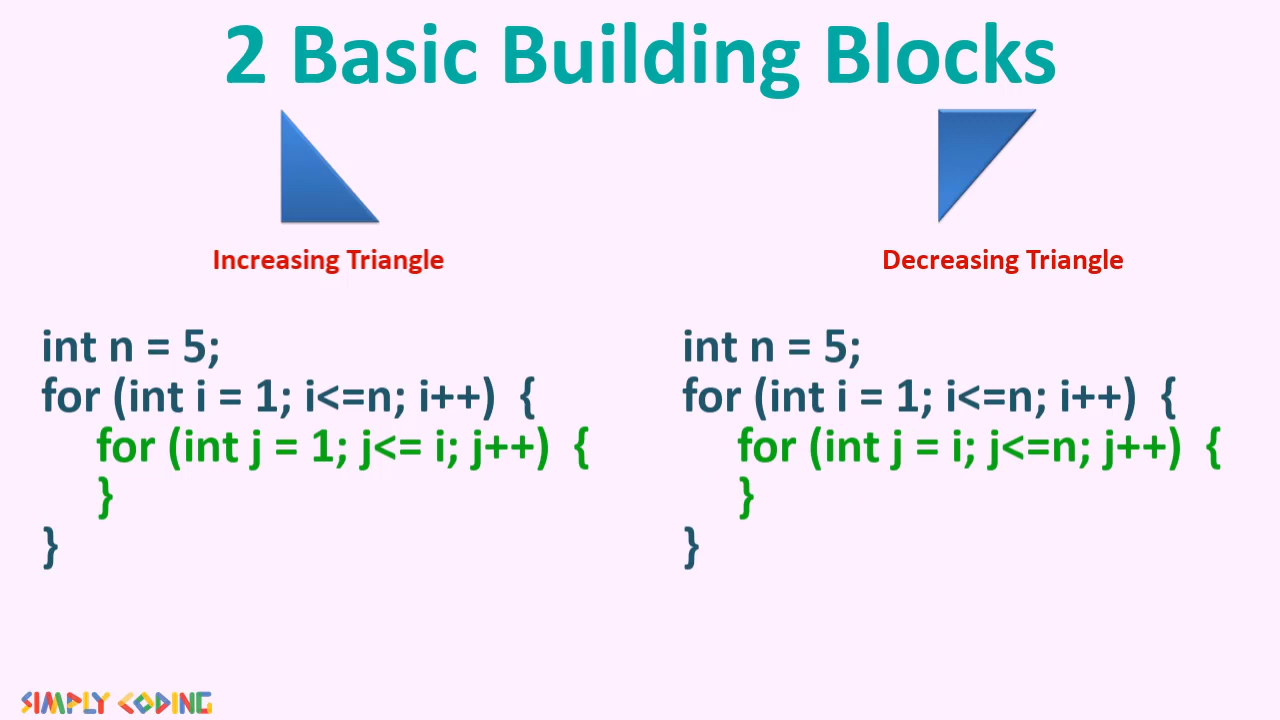 2 Basic Building Blocks
Increasing Triangle
Decreasing Triangle
int n = 5;
for (int i = 1; i<=n; i++) {
for (int j = 1; j<= i; j++) {
}
}
int n = 5;
for (int i = 1; i<=n; i++) {
for (int j = i; j<=n; j++) {
}
}
SIMPLY CODING